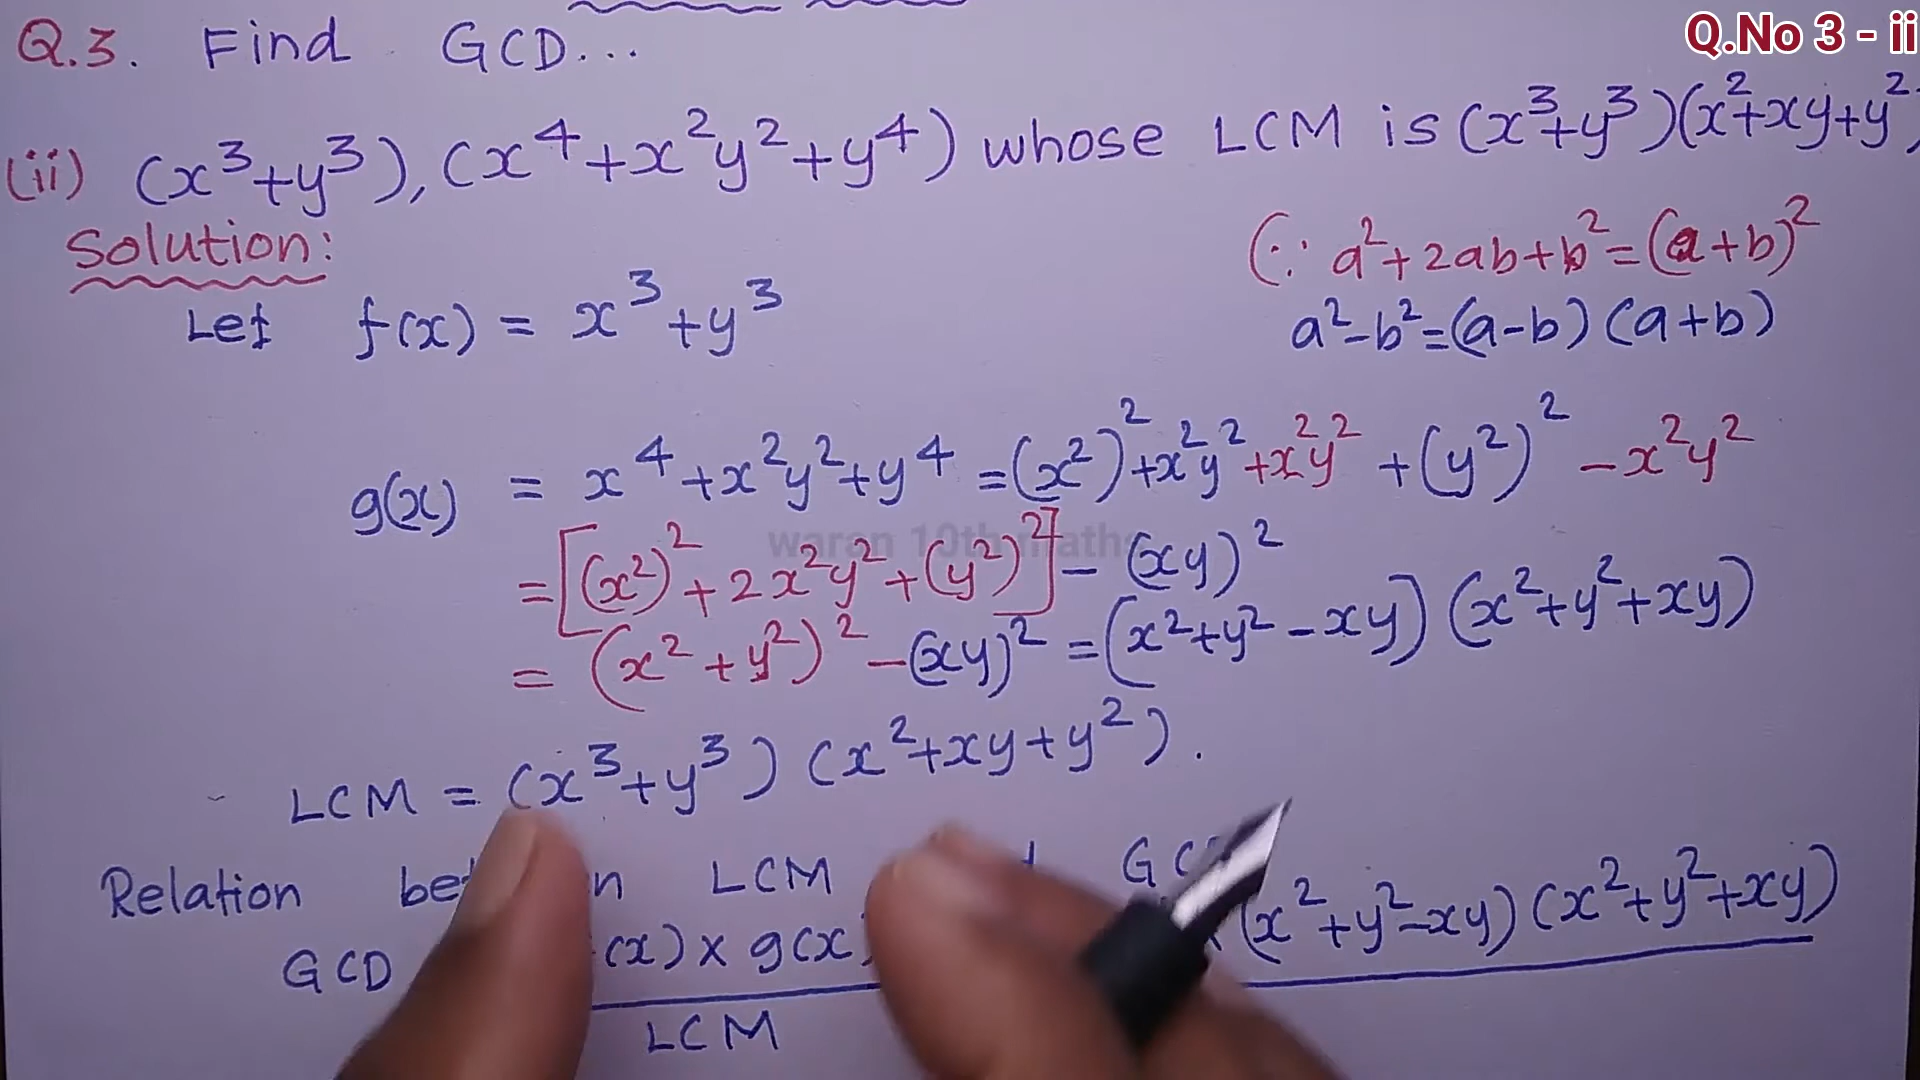 Q.No 3 - ii
Q.3. Find GCD...
(ii) (x³+y³), (x⁴+x²y²+y⁴) whose LCM is (x³+y³)(x²+xy+y²)
Solution:
(∵ a²+2ab+b²=(a+b)²
Let f(x) = x³+y³
a²-b²=(a-b)(a+b)
g(x) = x⁴+x²y²+y⁴ =(x²)²+x²y²+x²y² +(y²)² -x²y²
waran 10th maths
=[(x²)²+2x²y²+(y²)²]-(xy)²
= (x²+y²)²-(xy)² =(x²+y²-xy)(x²+y²+xy)
LCM = (x³+y³)(x²+xy+y²).
Relation LCM
GCD (x) x g(x) (x²+y²-xy)(x²+y²+xy)
LCM